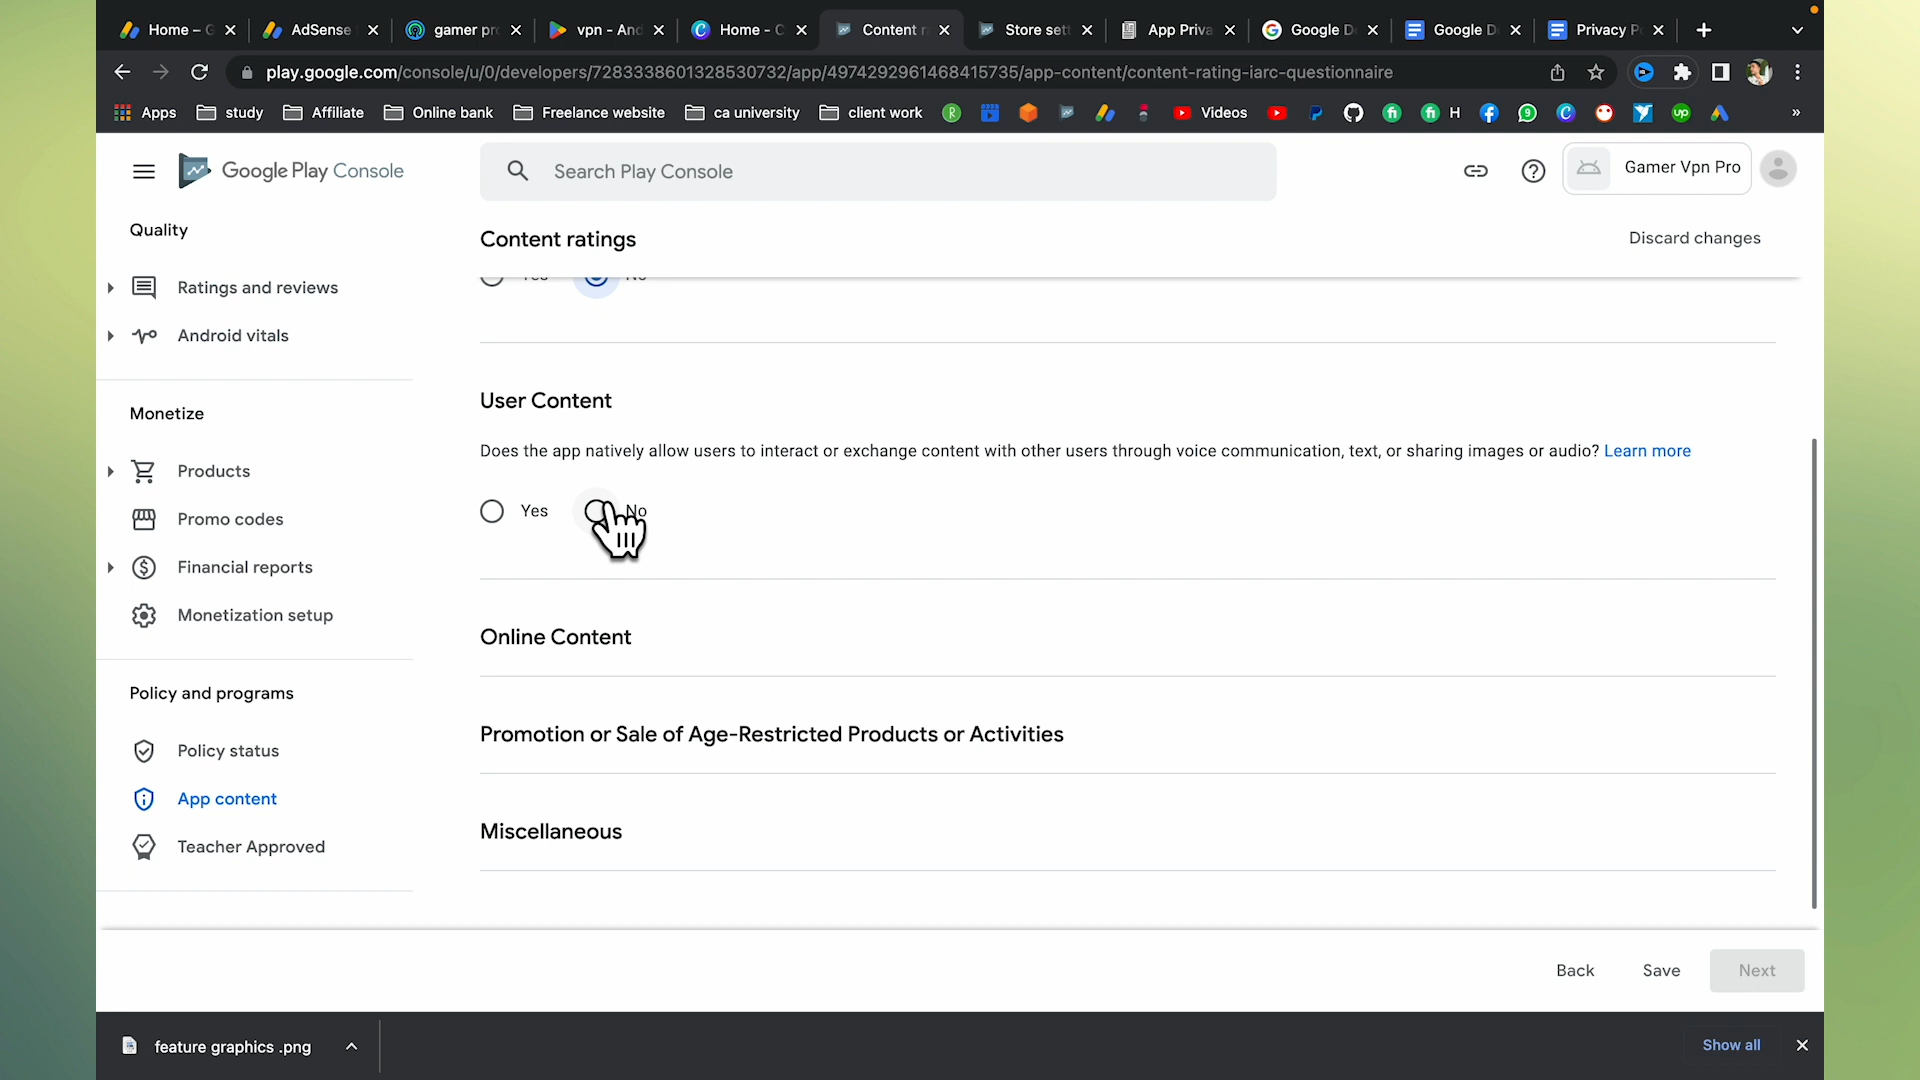 Home – G
AdSense
gamer pro
vpn - And
Home - C
Content ra
Store sett
App Priva
Google D
Google D
Privacy P
play.google.com/console/u/0/developers/7283338601328530732/app/4974292961468415735/app-content/content-rating-iarc-questionnaire
Apps
study
Affiliate
Online bank
Freelance website
ca university
client work
Videos
H
»
Google Play Console
Search Play Console
Gamer Vpn Pro
Quality
Ratings and reviews
Android vitals
Monetize
Products
Promo codes
Financial reports
Monetization setup
Policy and programs
Policy status
App content
Teacher Approved
Content ratings
Discard changes
Yes No
User Content
Does the app natively allow users to interact or exchange content with other users through voice communication, text, or sharing images or audio? Learn more
Yes No
Online Content
Promotion or Sale of Age-Restricted Products or Activities
Miscellaneous
Back Save Next
feature graphics .png
Show all